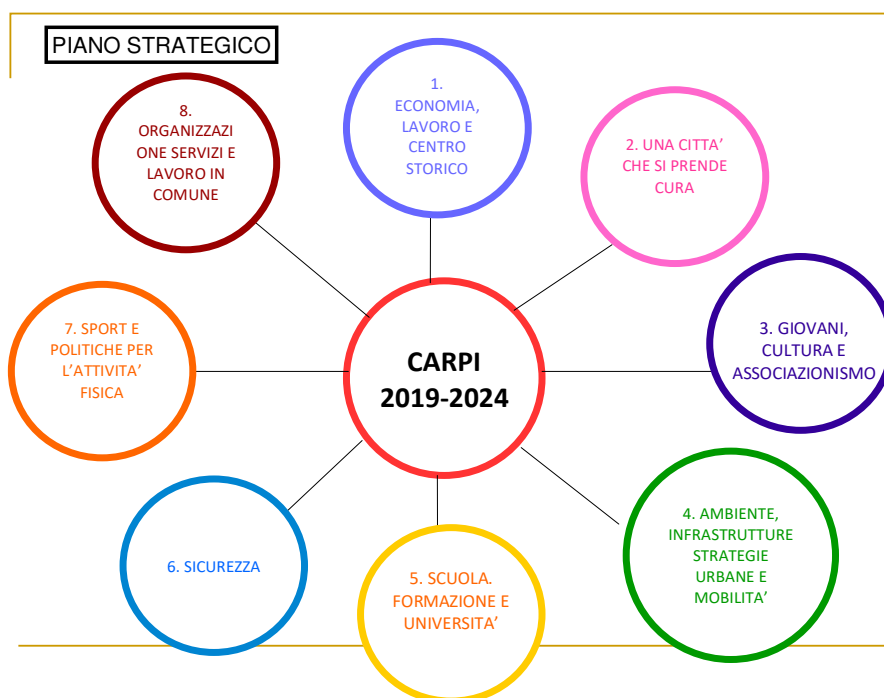 PIANO STRATEGICO
1.
ECONOMIA,
LAVORO E
CENTRO
STORICO
2. UNA CITTA’
CHE SI PRENDE
CURA
3. GIOVANI,
CULTURA E
ASSOCIAZIONISMO
4. AMBIENTE,
INFRASTRUTTURE
STRATEGIE
URBANE E
MOBILITA’
5. SCUOLA.
FORMAZIONE E
UNIVERSITA’
6. SICUREZZA
7. SPORT E
POLITICHE PER
L’ATTIVITA’
FISICA
8.
ORGANIZZAZI
ONE SERVIZI E
LAVORO IN
COMUNE
CARPI
2019-2024